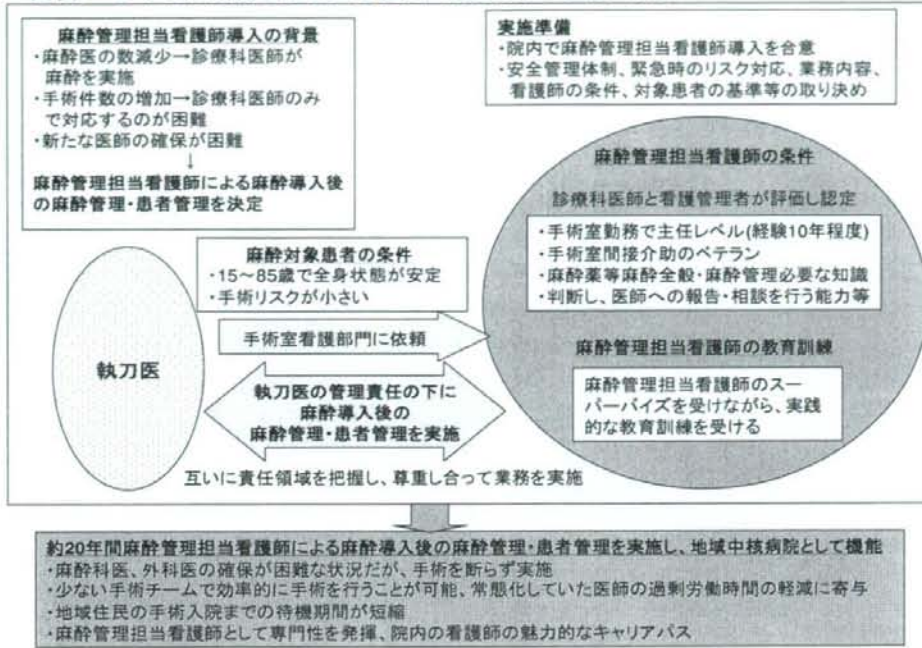 麻酔管理担当看護師導入の背景
・麻酔医の数減少→診療科医師が
麻酔を実施
・手術件数の増加→診療科医師のみ
で対応するのが困難
・新たな医師の確保が困難
↓
麻酔管理担当看護師による麻酔導入後
の麻酔管理・患者管理を決定
実施準備
・院内で麻酔管理担当看護師導入を合意
・安全管理体制、緊急時のリスク対応、業務内容、
看護師の条件、対象患者の基準等の取り決め
麻酔管理担当看護師の条件
診療科医師と看護管理者が評価し認定
・手術室勤務で主任レベル(経験10年程度)
・手術室間接介助のベテラン
・麻酔薬等麻酔全般・麻酔管理必要な知識
・判断し、医師への報告・相談を行う能力等
麻酔対象患者の条件
・15～85歳で全身状態が安定
・手術リスクが小さい
手術室看護部門に依頼
執刀医
執刀医の管理責任の下に
麻酔導入後の
麻酔管理・患者管理を実施
麻酔管理担当看護師の教育訓練
麻酔管理担当看護師のスー
パーバイズを受けながら、実践
的な教育訓練を受ける
互いに責任領域を把握し、尊重し合って業務を実施
約20年間麻酔管理担当看護師による麻酔導入後の麻酔管理・患者管理を実施し、地域中核病院として機能
・麻酔科医、外科医の確保が困難な状況だが、手術を断らず実施
・少ない手術チームで効率的に手術を行うことが可能、常態化していた医師の過剰労働時間の軽減に寄与
・地域住民の手術入院までの待機期間が短縮
・麻酔管理担当看護師として専門性を発揮、院内の看護師の魅力的なキャリアパス